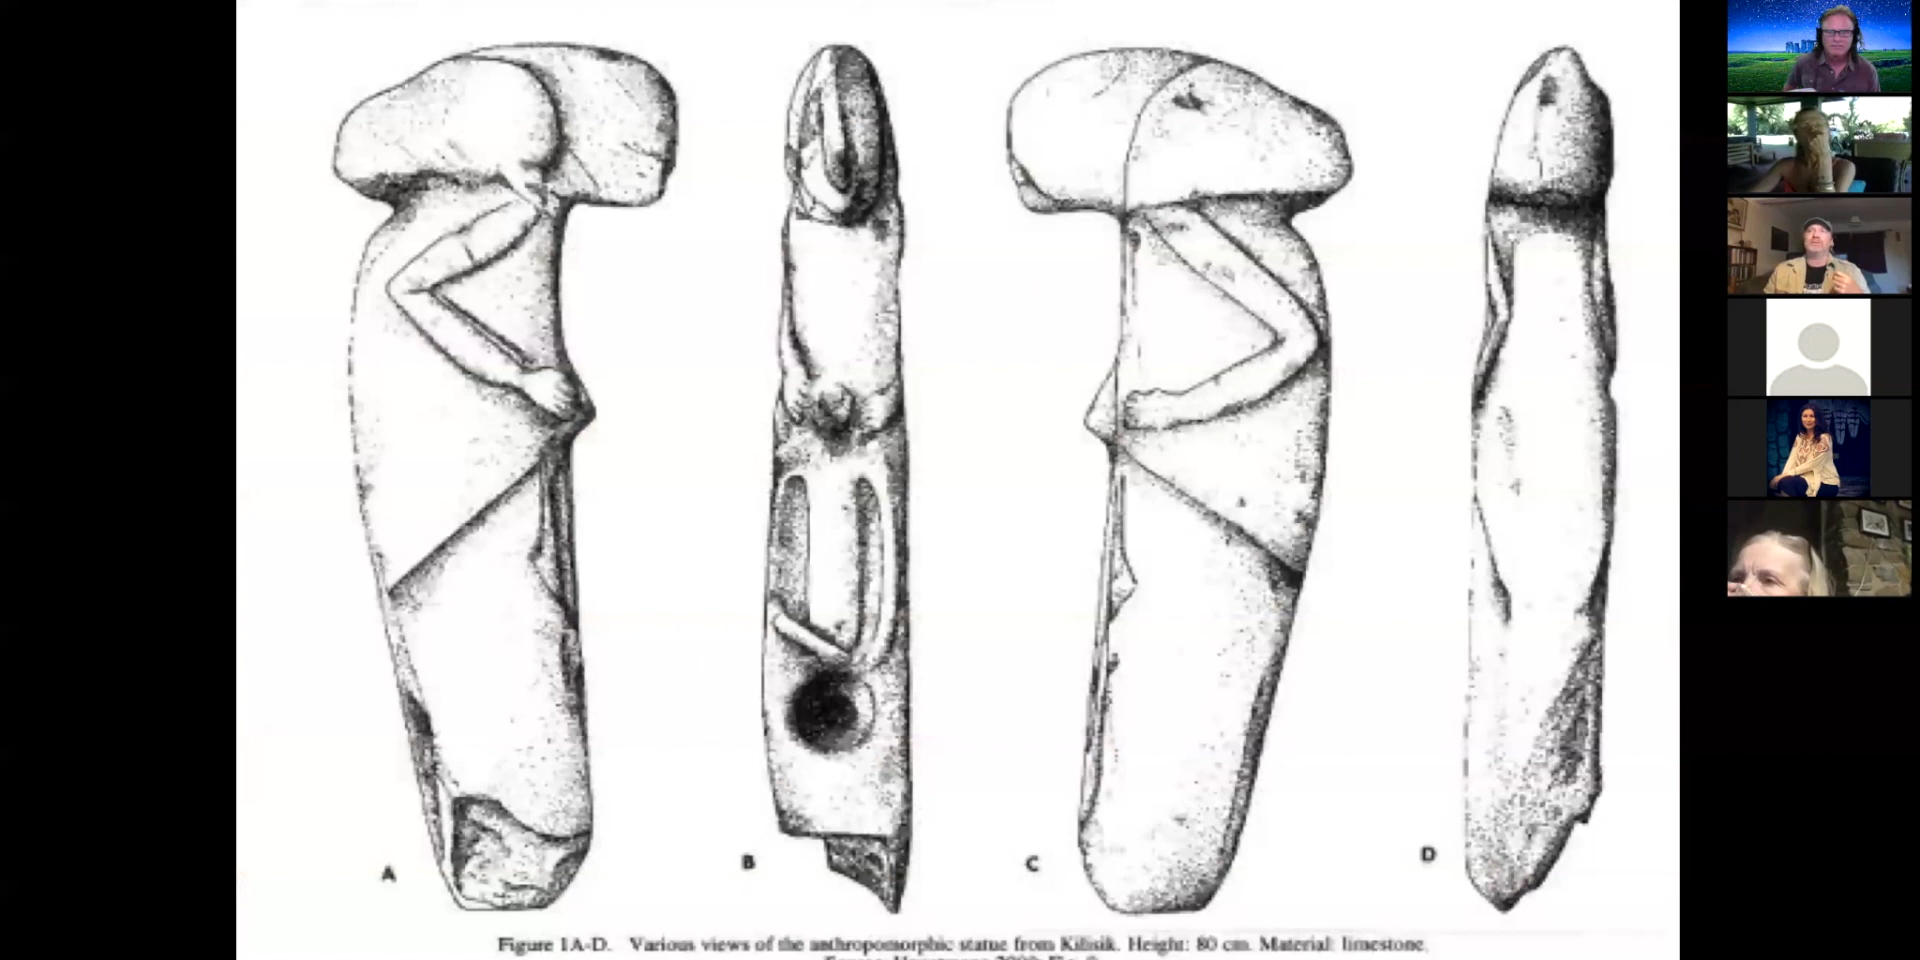 A
B
C
D
Figure 1A-D. Various views of the anthropomorphic statue from Kilisik. Height: 80 cm. Material: limestone.